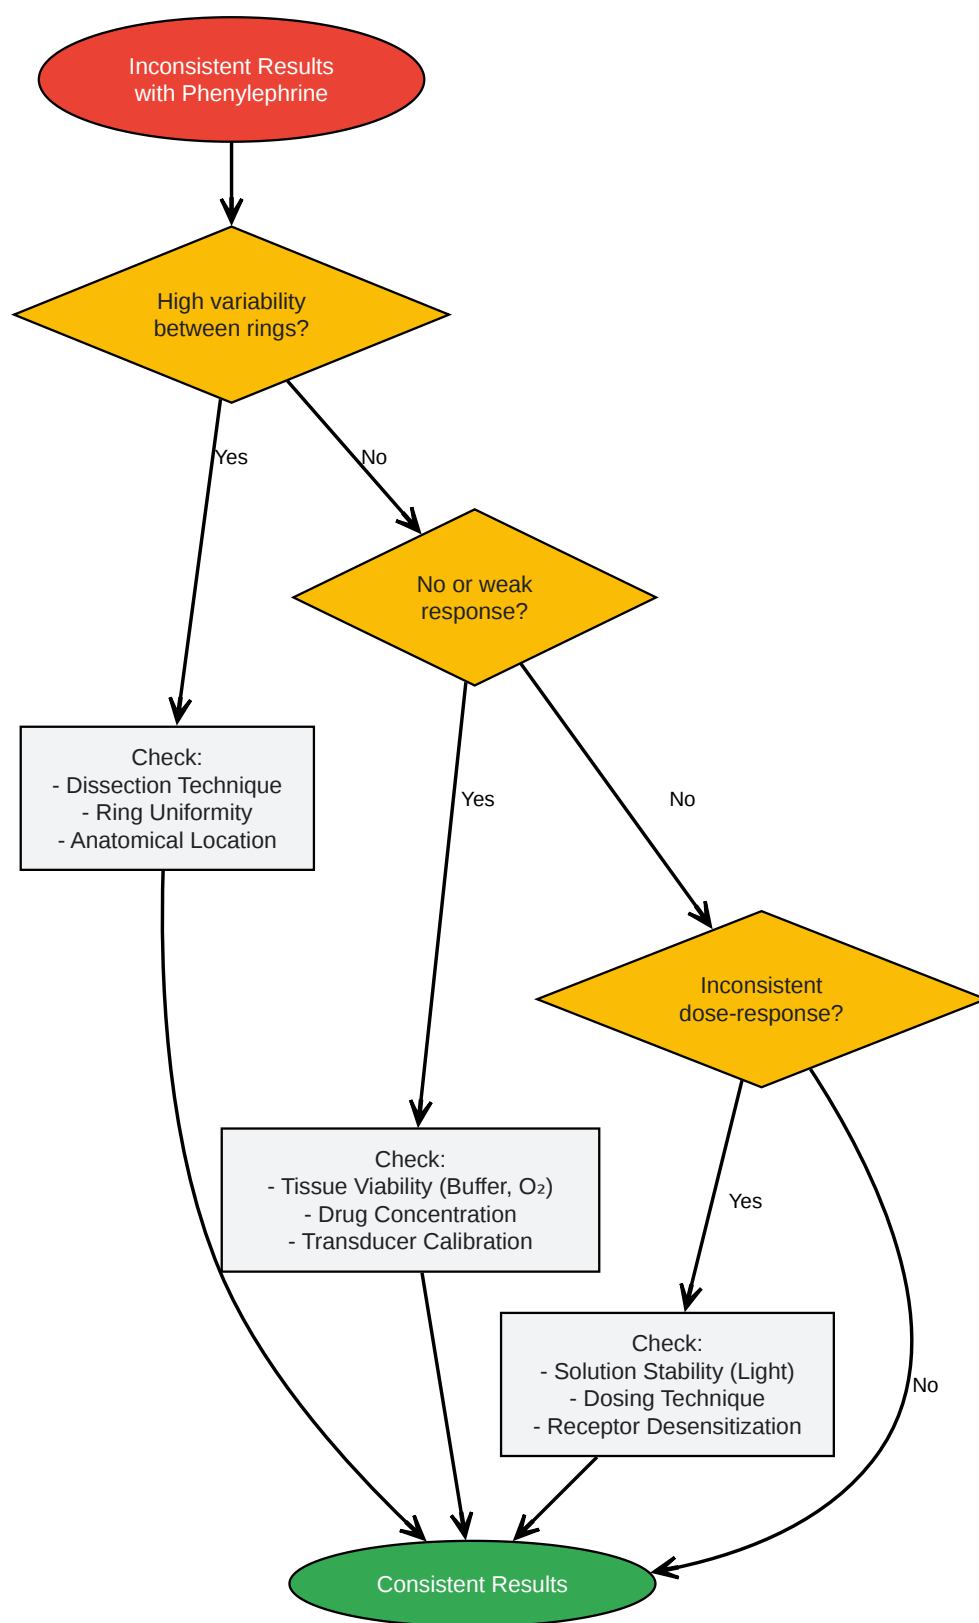 Inconsistent Results
with Phenylephrine
High variability
between rings?
Yes
No
No or weak
response?
Check:
- Dissection Technique
- Ring Uniformity
- Anatomical Location
Yes
No
Inconsistent
dose-response?
Check:
- Tissue Viability (Buffer, O₂)
- Drug Concentration
- Transducer Calibration
Yes
Check:
- Solution Stability (Light)
- Dosing Technique
- Receptor Desensitization
No
Consistent Results